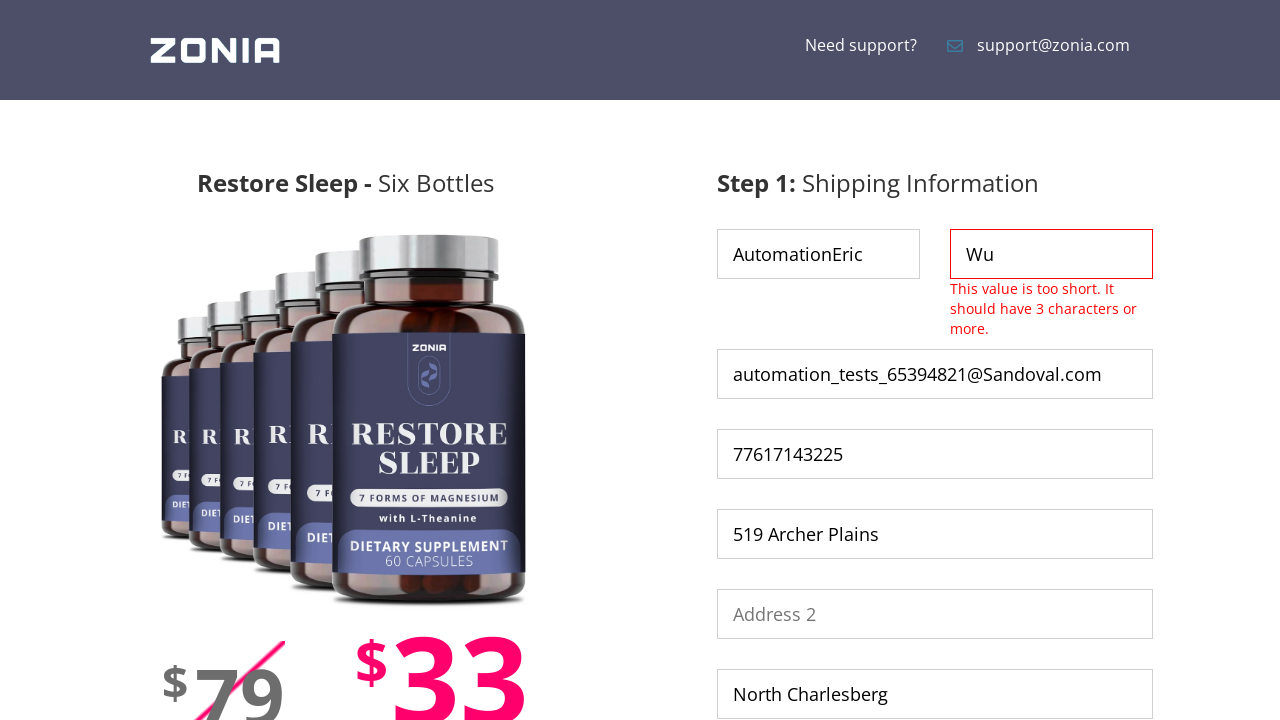 ZONIA
Need support?
support@zonia.com
Restore Sleep - Six Bottles
Step 1: Shipping Information
AutomationEric
Wu
This value is too short. It
should have 3 characters or
more.
automation_tests_65394821@Sandoval.com
77617143225
519 Archer Plains
Address 2
North Charlesberg
ZONIA
RESTORE
SLEEP
7 FORMS OF MAGNESIUM
with L-Theanine
DIETARY SUPPLEMENT
60 CAPSULES
$79
$33